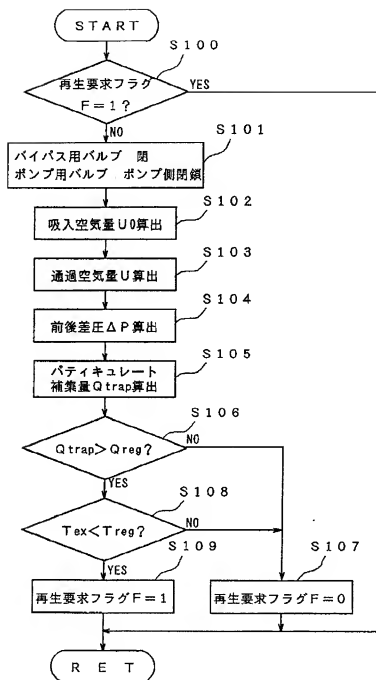 START
S100
再生要求フラグ
F=1?
YES
NO
S101
バイパス用バルブ 閉
ポンプ用バルブ ポンプ側閉鎖
S102
吸入空気量U0算出
S103
通過空気量U算出
S104
前後差圧ΔP算出
S105
パティキュレート
補集量Qtrap算出
S106
Qtrap>Qreg?
NO
YES
S108
Tex<Treg?
NO
YES
S109
再生要求フラグF=1
S107
再生要求フラグF=0
RET